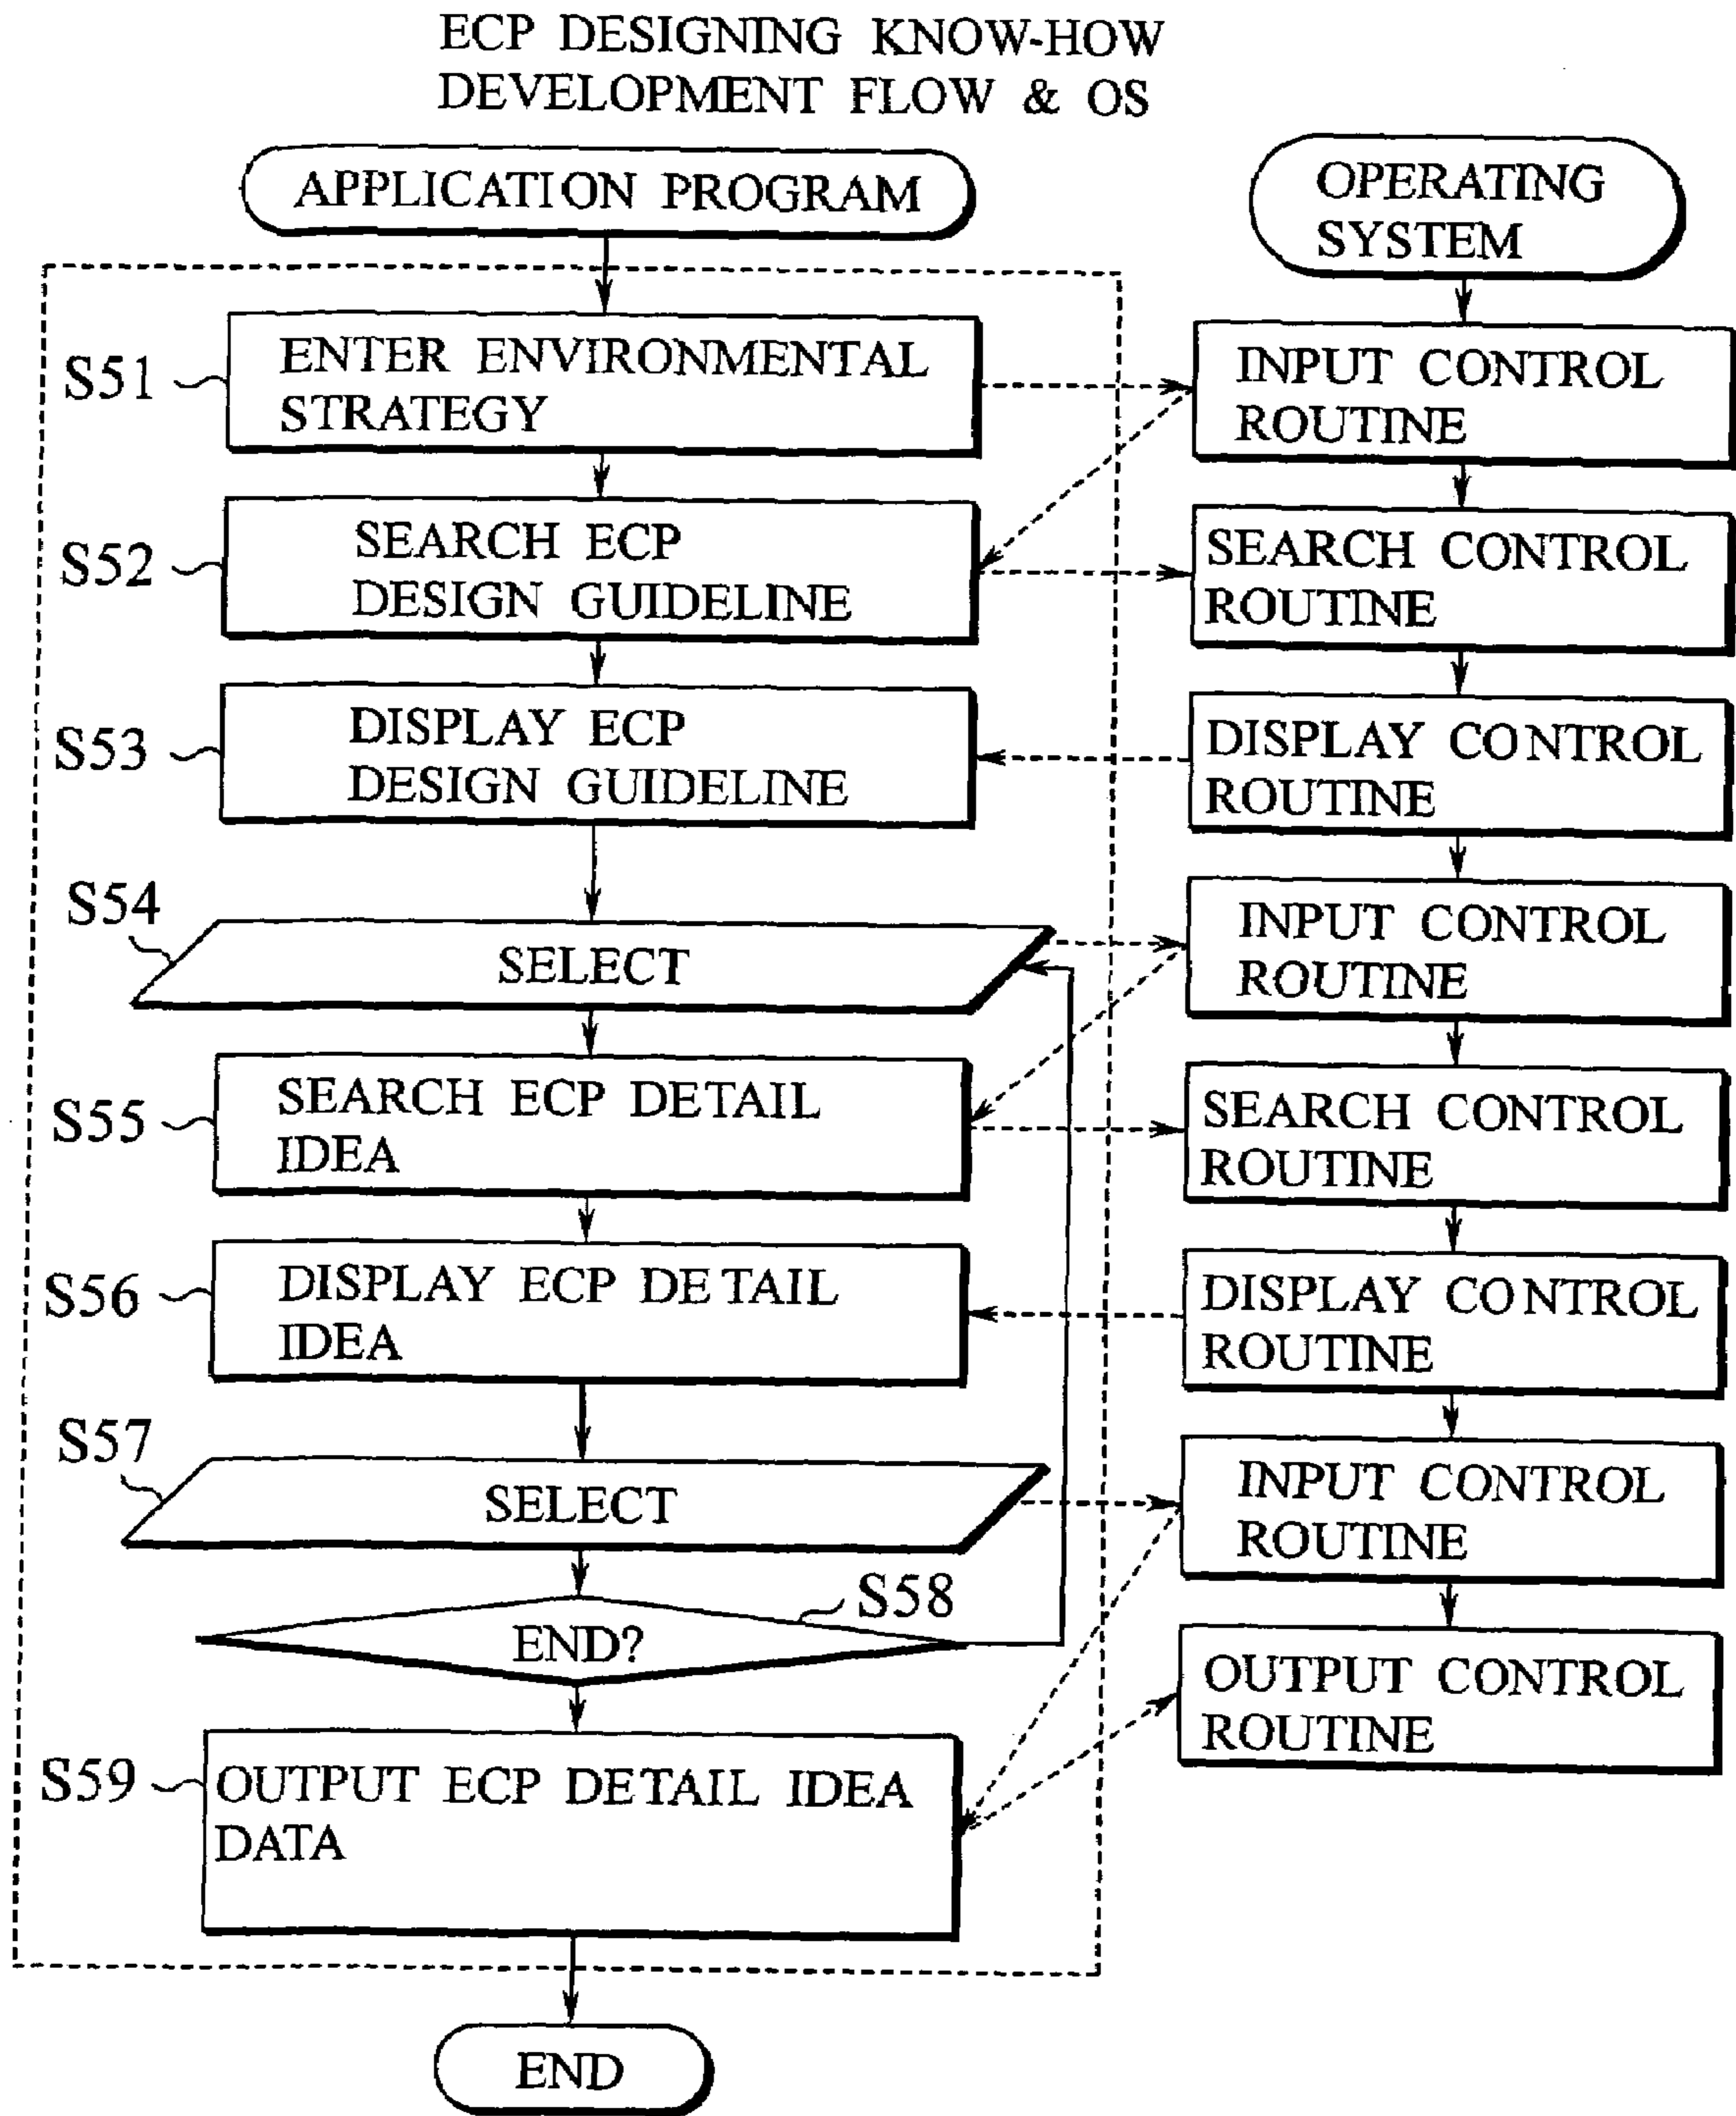 ECP DESIGNING KNOW-HOW
DEVELOPMENT FLOW & OS
APPLICATION PROGRAM
S51
ENTER ENVIRONMENTAL
STRATEGY
S52
SEARCH ECP
DESIGN GUIDELINE
S53
DISPLAY ECP
DESIGN GUIDELINE
S54
SELECT
S55
SEARCH ECP DETAIL
IDEA
S56
DISPLAY ECP DETAIL
IDEA
S57
SELECT
S58
END?
S59
OUTPUT ECP DETAIL IDEA
DATA
END
OPERATING
SYSTEM
INPUT CONTROL
ROUTINE
SEARCH CONTROL
ROUTINE
DISPLAY CONTROL
ROUTINE
INPUT CONTROL
ROUTINE
SEARCH CONTROL
ROUTINE
DISPLAY CONTROL
ROUTINE
INPUT CONTROL
ROUTINE
OUTPUT CONTROL
ROUTINE